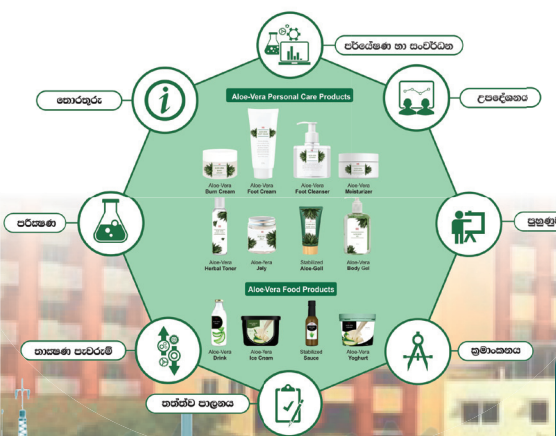 පර්යේෂණ හා සංවර්ධන
තොරතුරු
උපදේශනය
Aloe-Vera Personal Care Products
Aloe-Vera
Burn Cream
Aloe-Vera
Foot Cream
Aloe-Vera
Foot Cleanser
Aloe-Vera
Moisturizer
පරීක්ෂණ
පුහුණු
Aloe-Vera
Herbal Toner
Aloe-Vera
Jely
Stabilized
Aloe-Gell
Aloe-Vera
Body Gel
Aloe-Vera Food Products
Aloe-Vera
Drink
Aloe-Vera
Ice Cream
Stabilized
Sauce
Aloe-Vera
Yoghurt
තාක්ෂණ පැවරුම්
ක්‍රමාංකනය
තත්ත්ව පාලනය